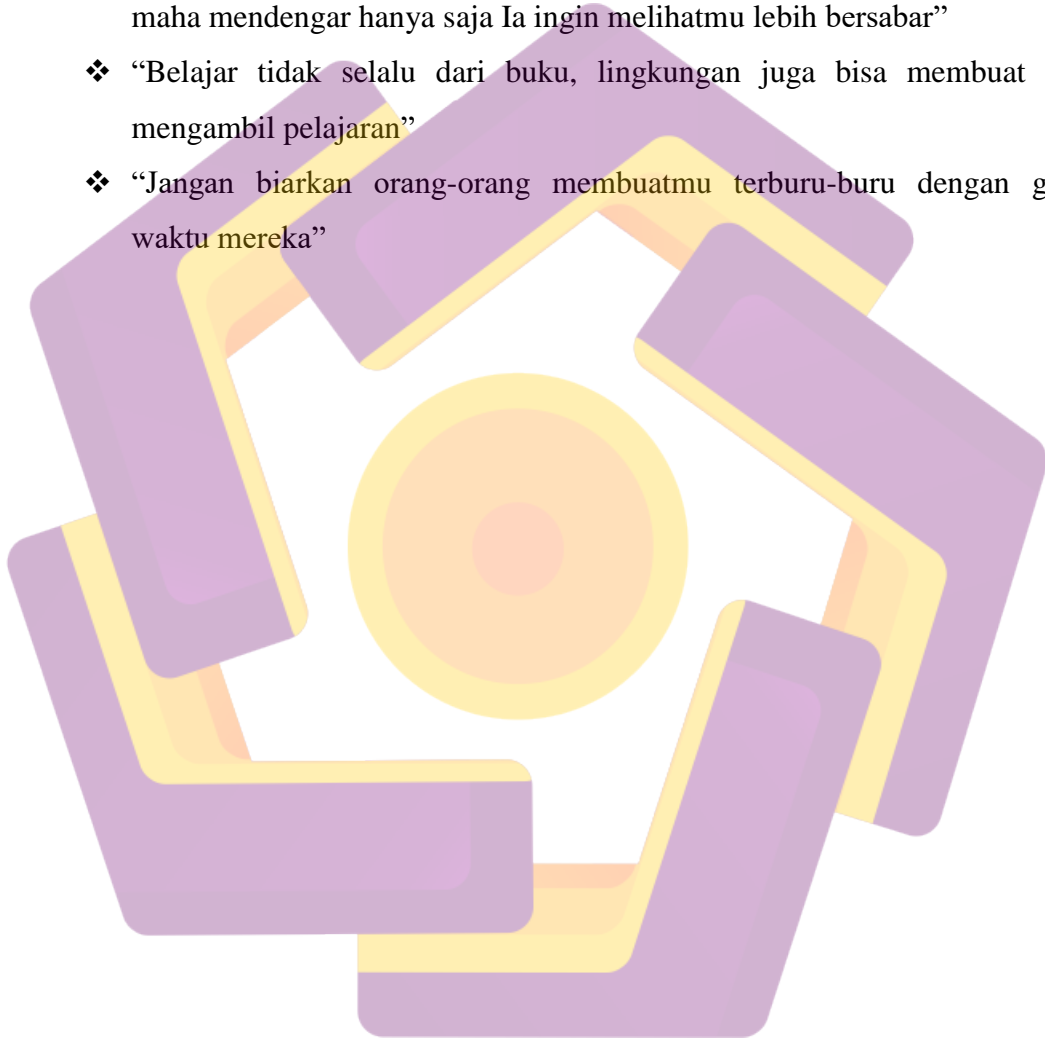 maha mendengar hanya saja Ia ingin melihatmu lebih bersabar”
❖ “Belajar tidak selalu dari buku, lingkungan juga bisa membuat
mengambil pelajaran”
❖ “Jangan biarkan orang-orang membuatmu terburu-buru dengan
waktu mereka”